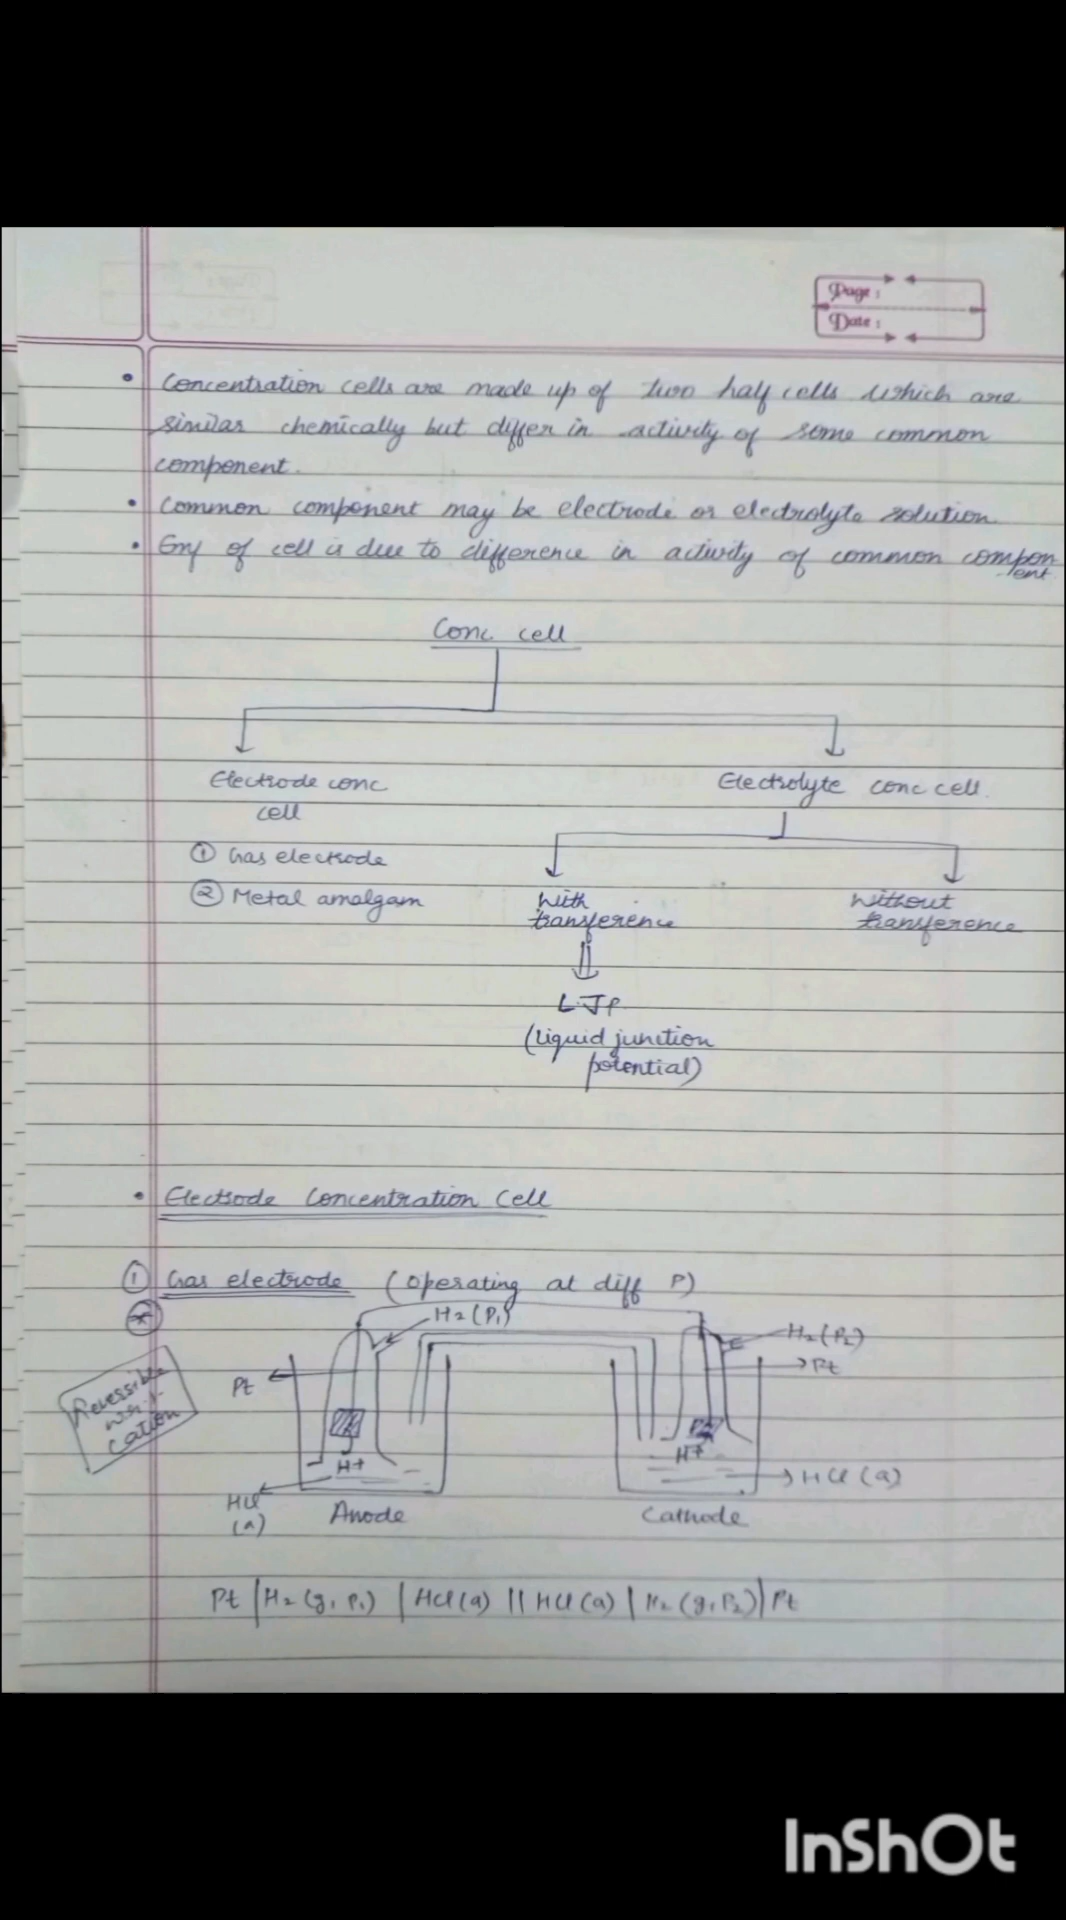 Page :
Date :
• Concentration cells are made up of two half cells which are
similar chemically but differ in activity of some common
component.
• Common component may be electrode or electrolyte solution.
• Emf of cell is due to difference in activity of common compon
-ent.
Conc. cell
Electrode conc
cell
Electrolyte conc cell.
① Gas electrode
② Metal amalgam
With
transference
Without
transference
LJP
(Liquid junction
potential)
• Electrode Concentration Cell
① Gas electrode (operating at diff P)
H2 (P1)
H2 (P2)
Pt
Pt
Reversible
w.r.t
cation
H+
H+
HCl (a)
HCl
(a)
Anode
Cathode
Pt | H2 (g, P1) | HCl (a) || HCl (a) | H2 (g, P2) | Pt
InShOt